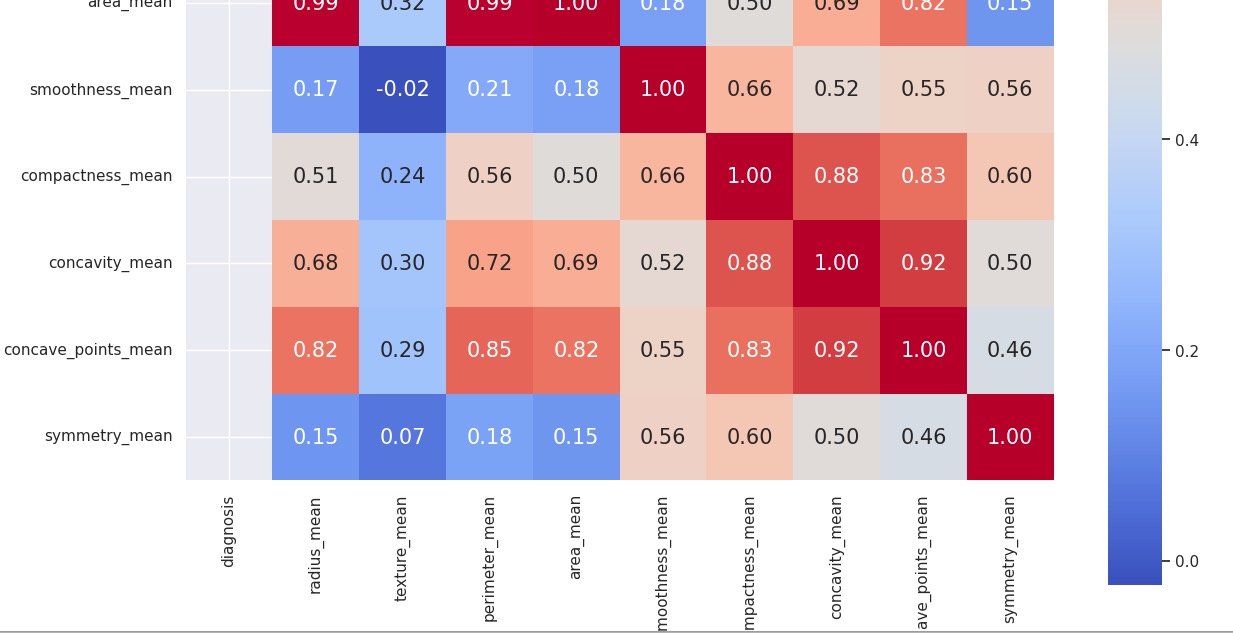 area_mean 0.99 0.32 0.99 1.00 0.18 0.50 0.69 0.82 0.15
smoothness_mean 0.17 -0.02 0.21 0.18 1.00 0.66 0.52 0.55 0.56
compactness_mean 0.51 0.24 0.56 0.50 0.66 1.00 0.88 0.83 0.60
concavity_mean 0.68 0.30 0.72 0.69 0.52 0.88 1.00 0.92 0.50
concave_points_mean 0.82 0.29 0.85 0.82 0.55 0.83 0.92 1.00 0.46
symmetry_mean 0.15 0.07 0.18 0.15 0.56 0.60 0.50 0.46 1.00
diagnosis
radius_mean
texture_mean
perimeter_mean
area_mean
moothness_mean
mpactness_mean
concavity_mean
ave_points_mean
symmetry_mean
0.4
0.2
0.0